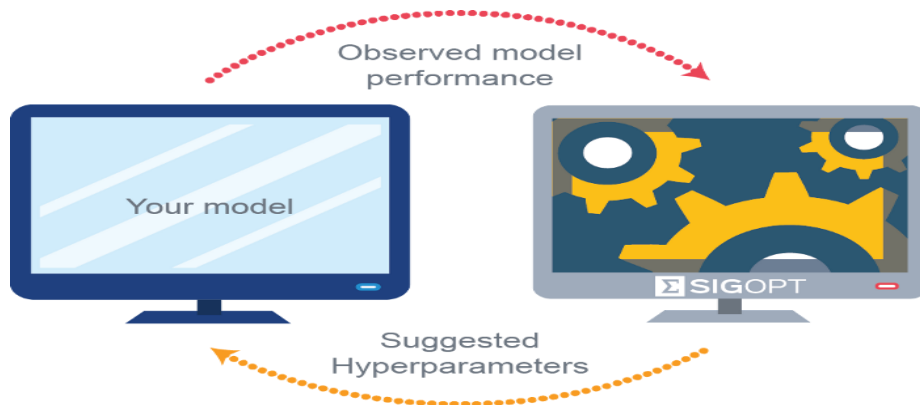 Observed model
performance
Your model
Σ SIGOPT
Suggested
Hyperparameters